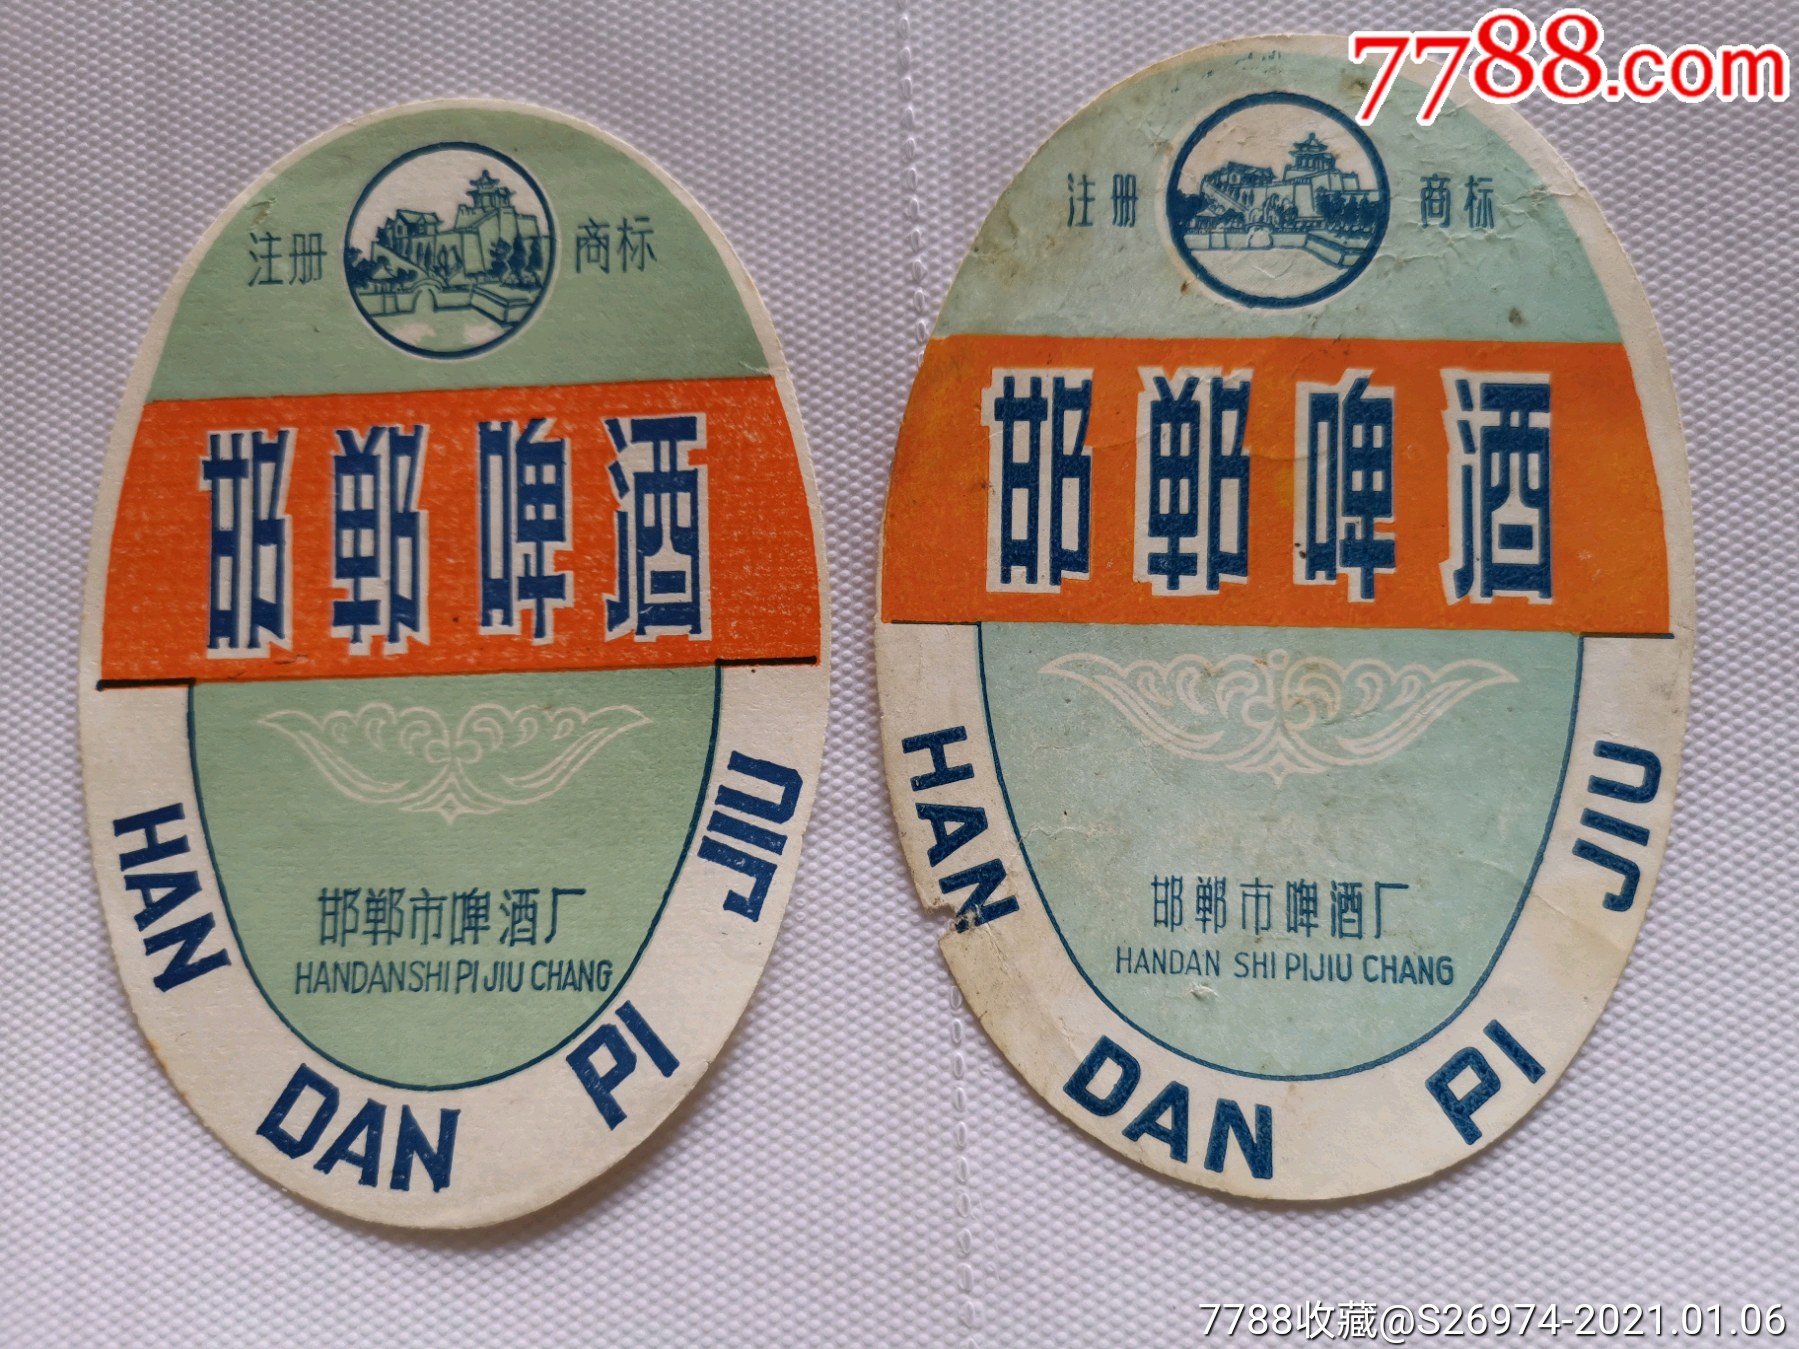 7788.com
注册 商标
邯郸啤酒
邯郸市啤酒厂
HANDANSHI PIJIU CHANG
HAN DAN PI JIU
注册 商标
邯郸啤酒
邯郸市啤酒厂
HANDAN SHI PIJIU CHANG
HAN DAN PI JIU
7788收藏@S26974-2021.01.06